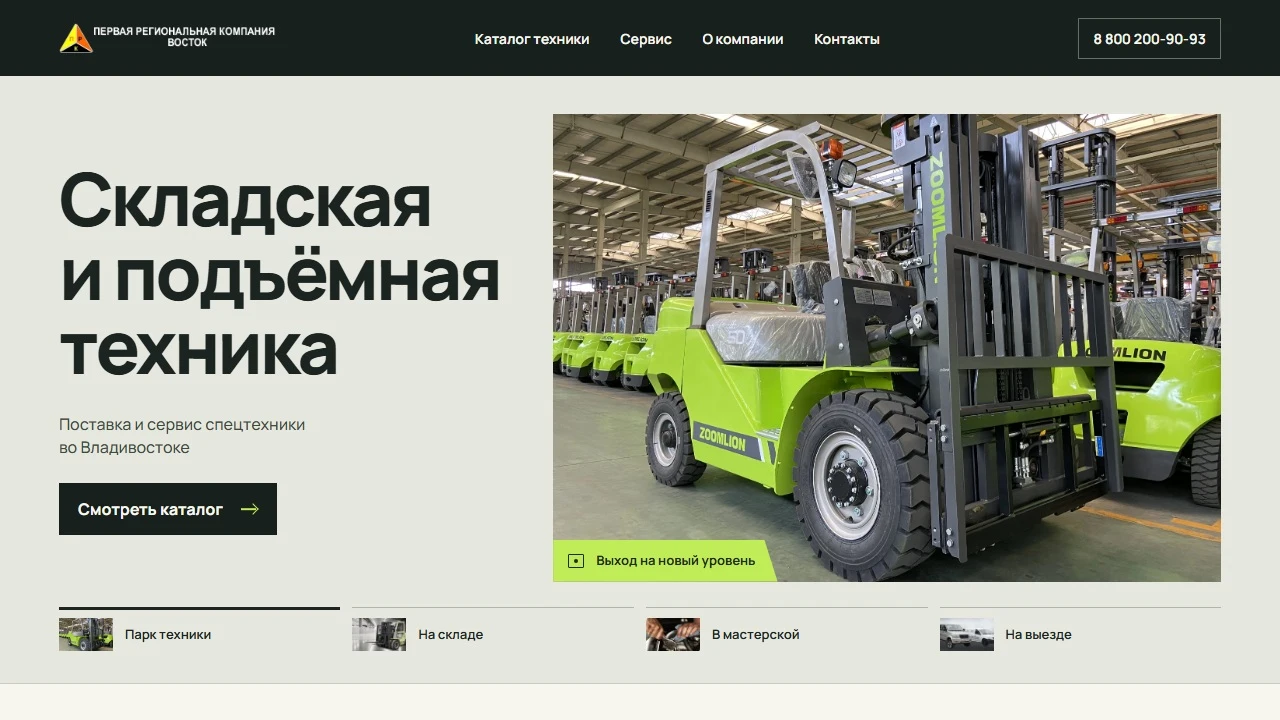 ПЕРВАЯ РЕГИОНАЛЬНАЯ КОМПАНИЯ
ВОСТОК
Каталог техники
Сервис
О компании
Контакты
8 800 200-90-93
Складская
и подъёмная
техника
Поставка и сервис спецтехники
во Владивостоке
Смотреть каталог
ZOOMLION
ZOOMLION
Выход на новый уровень
Парк техники
На складе
В мастерской
На выезде